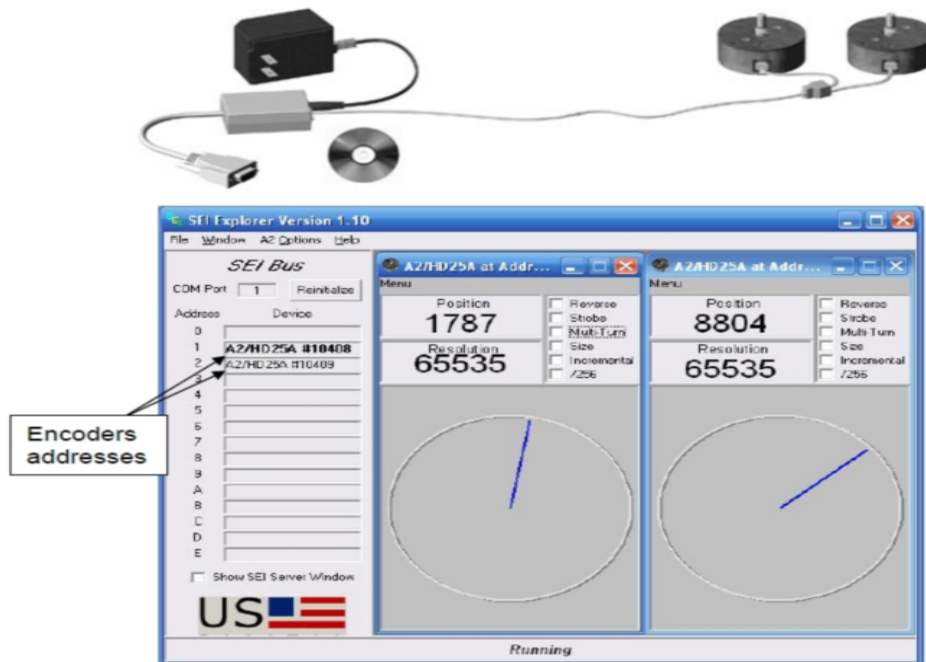 SEI Explorer Version 1.10
File Window A2 Options Help
SEI Bus
COM Port 1 Reinitialize
Address Device
0
1 A2/HD25A #10408
2 A2/HD25A #10409
3
4
5
6
7
8
9
A
B
C
D
E
Show SEI Server Window
US
Encoders
addresses
A2/HD25A at Addr...
Menu
Position
1787
Resolution
65535
Reverse
Strobe
Multi-Turn
Size
Incremental
/256
A2/HD25A at Addr...
Menu
Position
8804
Resolution
65535
Reverse
Strobe
Multi-Turn
Size
Incremental
/256
Running